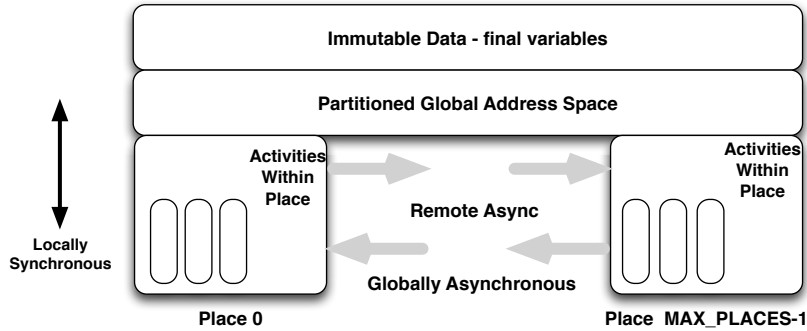 Immutable Data - final variables
Partitioned Global Address Space
Activities
Within
Place
Activities
Within
Place
Remote Async
Locally
Synchronous
Globally Asynchronous
Place 0
Place MAX_PLACES-1